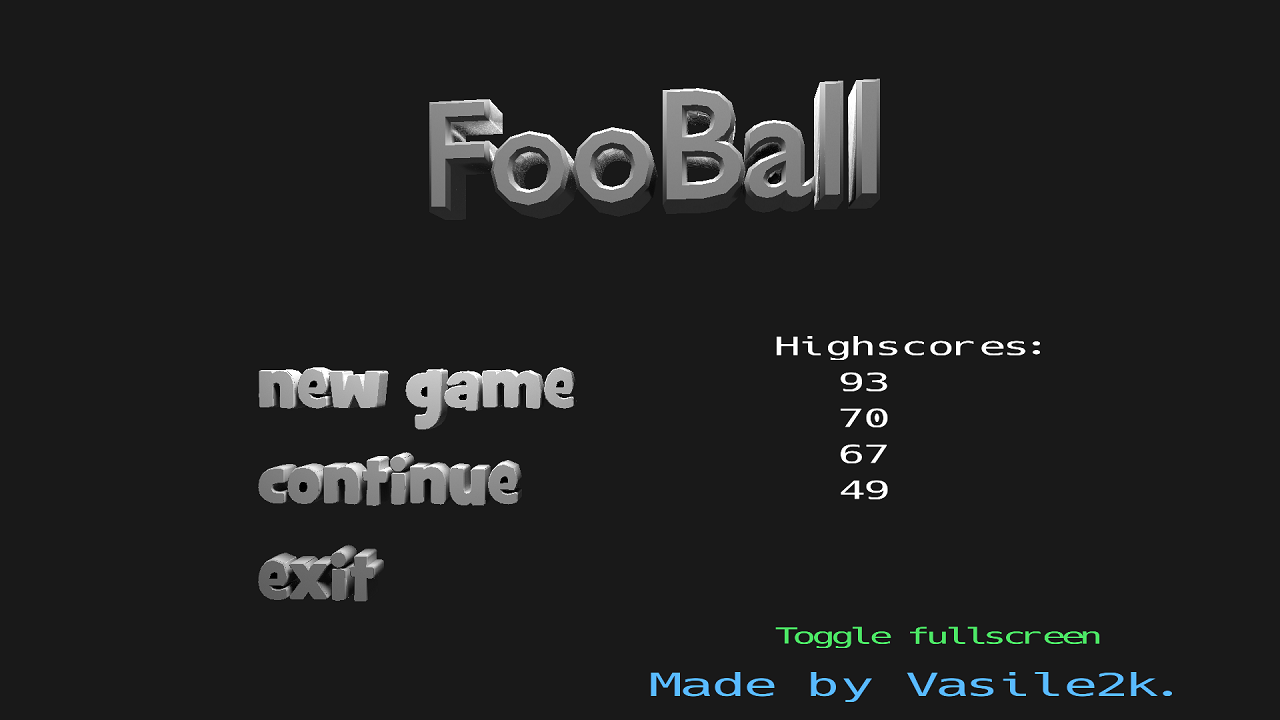 FooBall
new game
continue
exit
Highscores:
93
70
67
49
Toggle fullscreen
Made by Vasile2k.